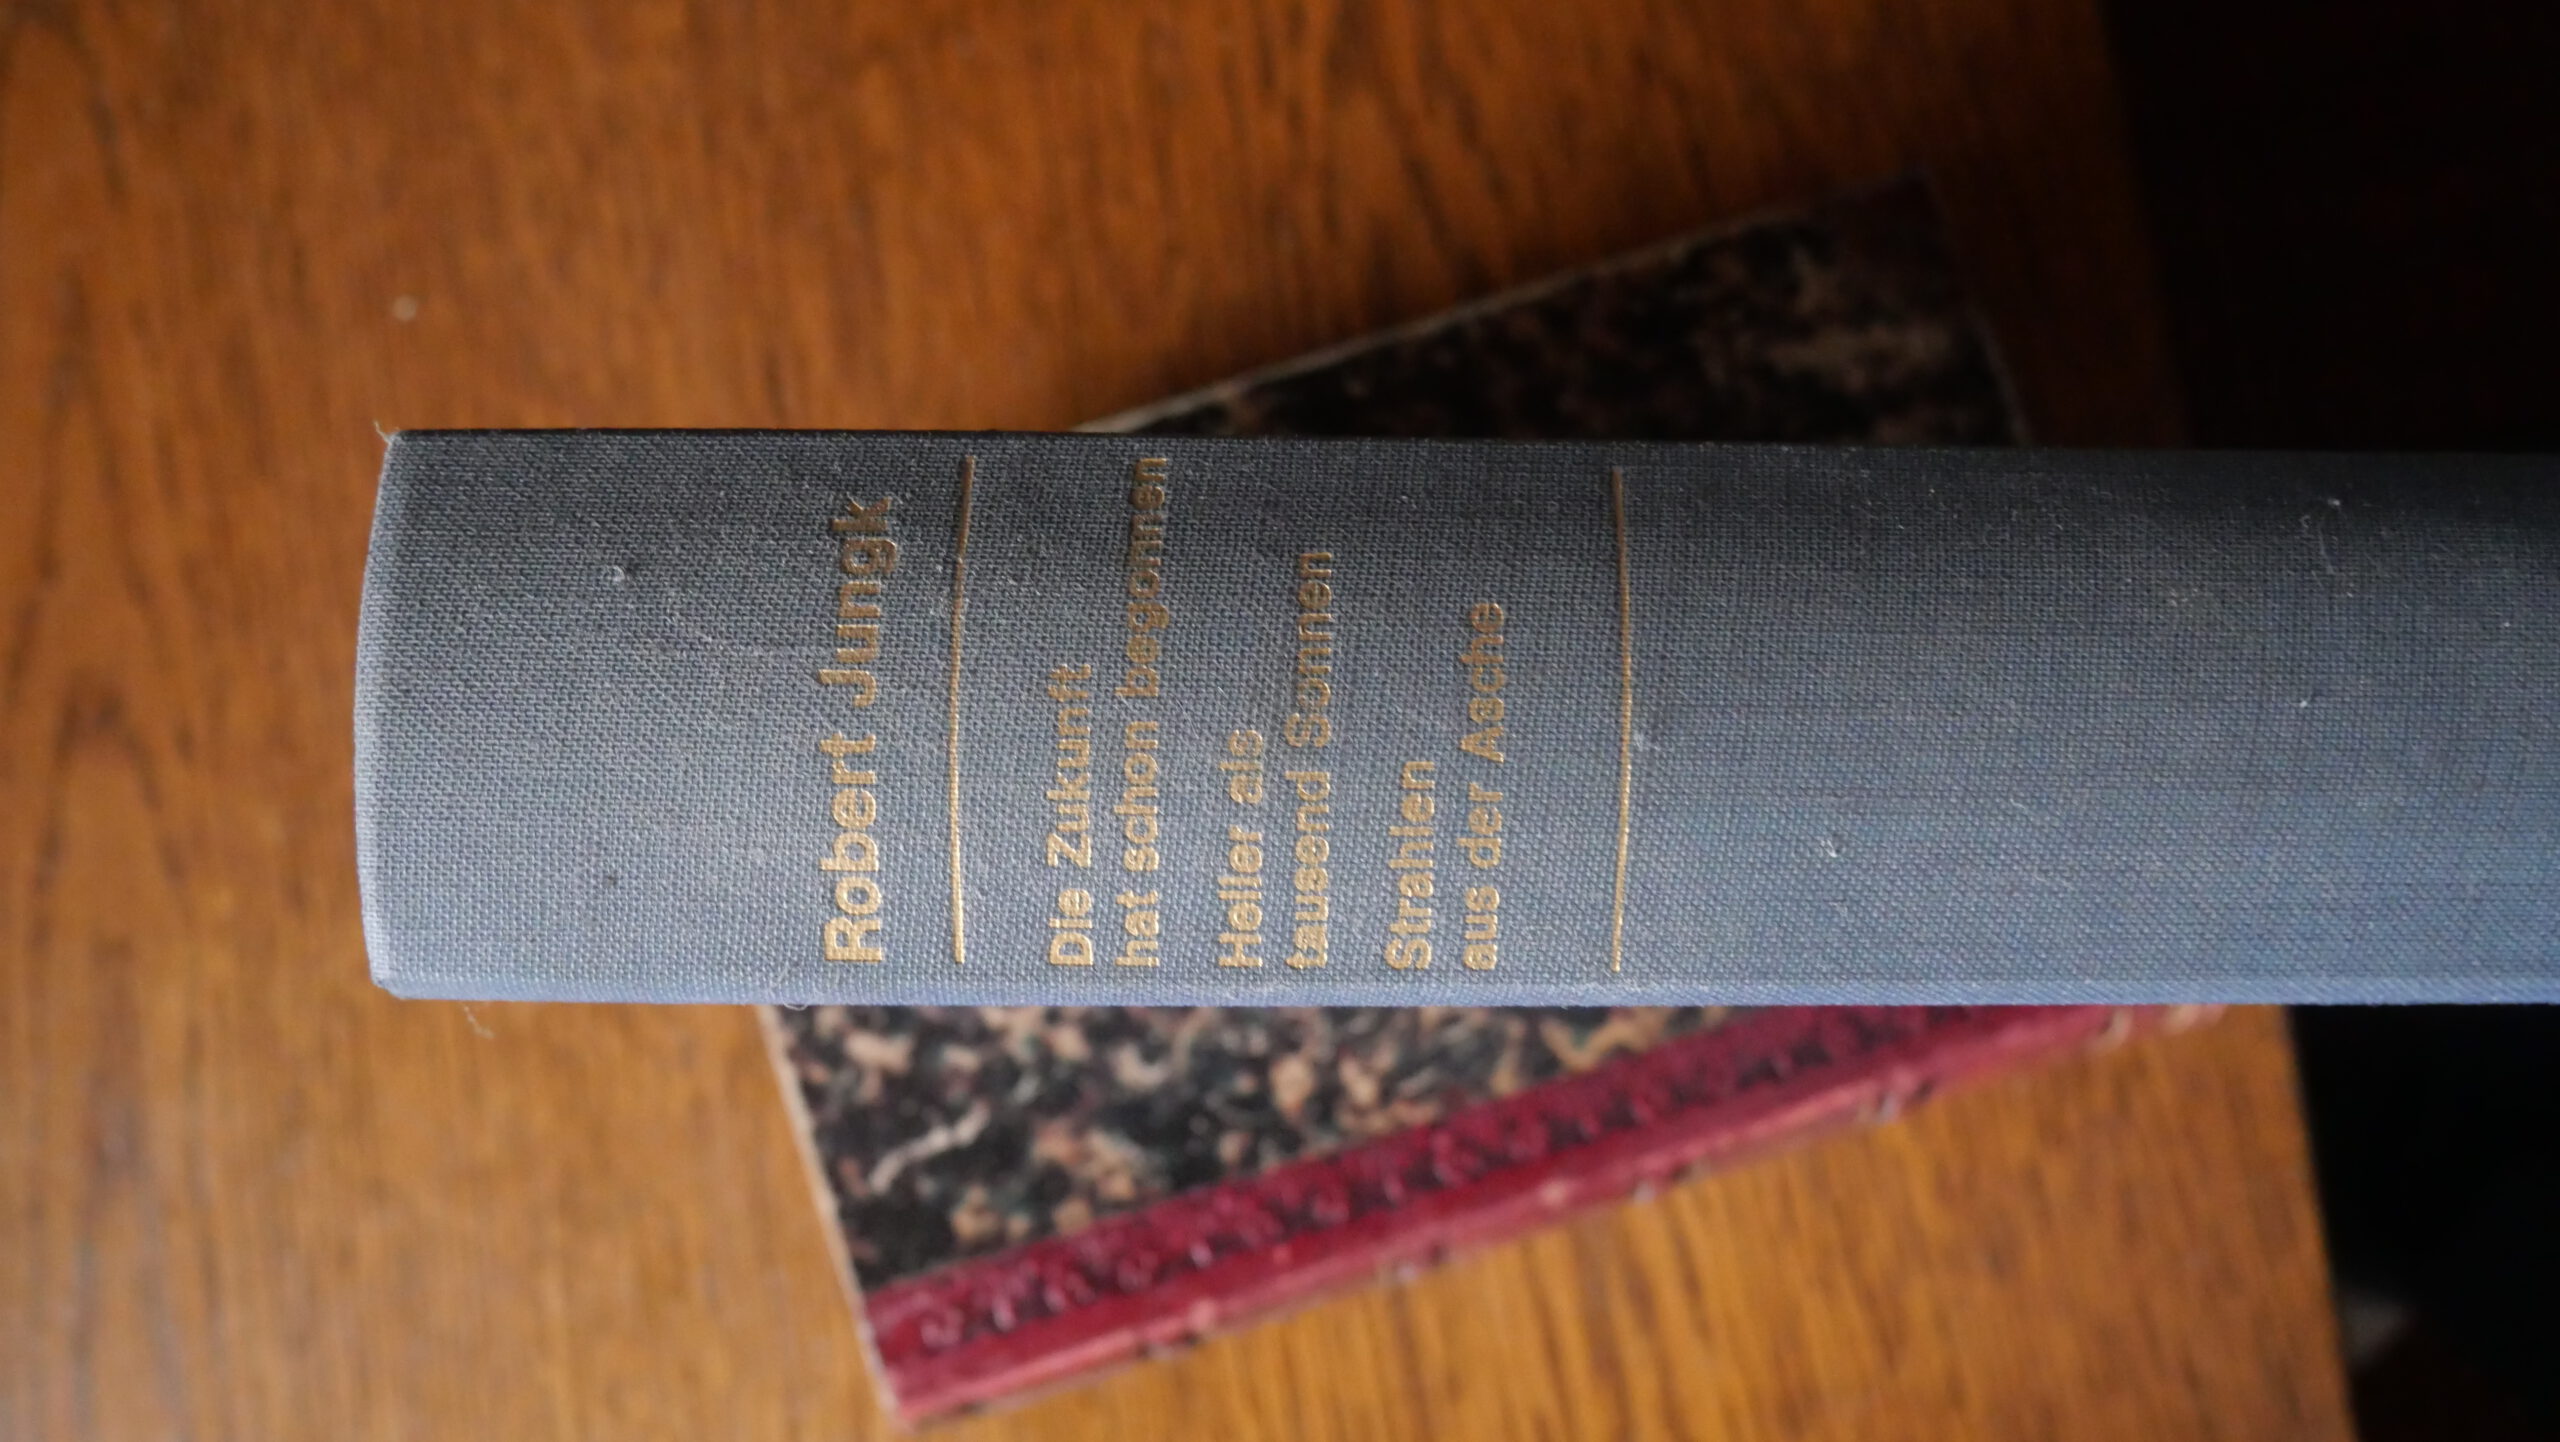 Robert Jungk
Die Zukunft
hat schon begonnen
Heller als
tausend Sonnen
Strahlen
aus der Asche